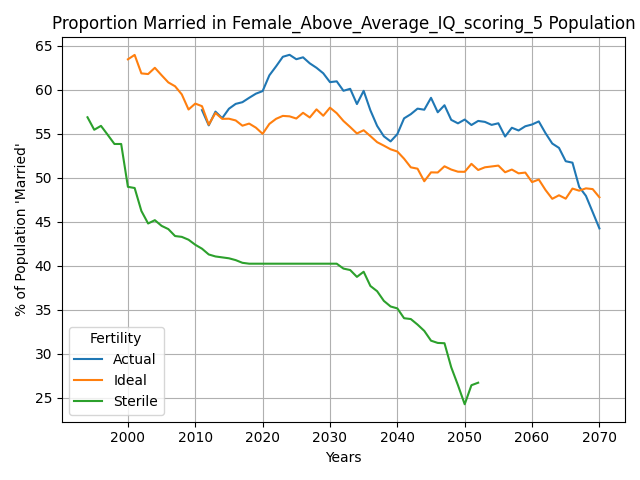 Proportion Married in Female_Above_Average_IQ_scoring_5 Population
% of Population 'Married'
65
60
55
50
45
40
35
30
25
Fertility
Actual
Ideal
Sterile
2000 2010 2020 2030 2040 2050 2060 2070
Years